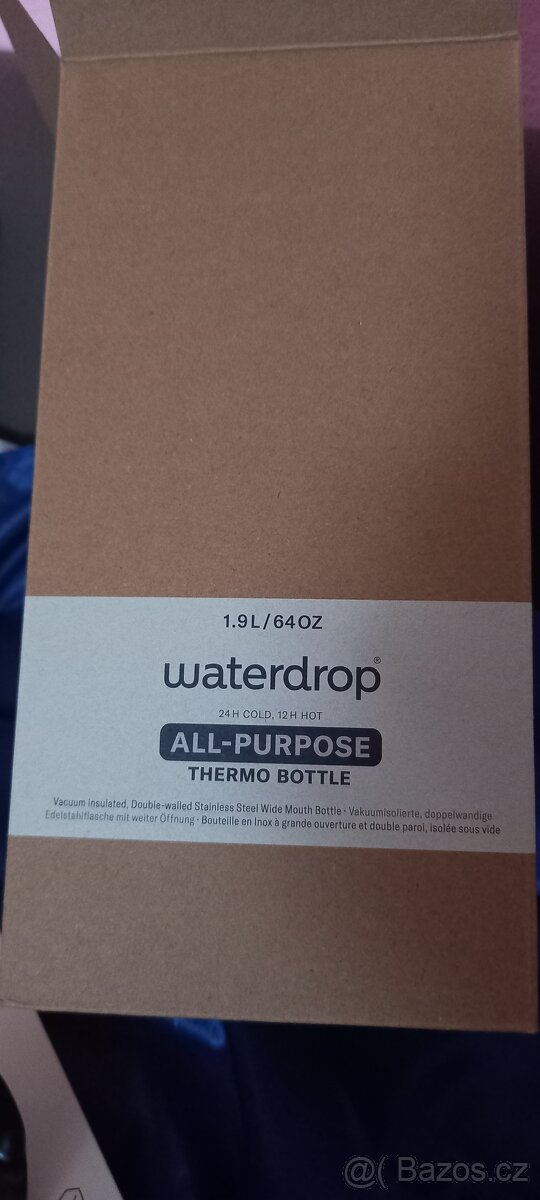 1.9 L / 64 OZ
waterdrop®
24 H COLD, 12 H HOT
ALL-PURPOSE
THERMO BOTTLE
Vacuum insulated, Double-walled Stainless Steel Wide Mouth Bottle · Vakuumisolierte, doppelwandige
Edelstahlflasche mit weiter Öffnung · Bouteille en Inox à grande ouverture et double paroi, isolée sous vide
@( Bazos.cz